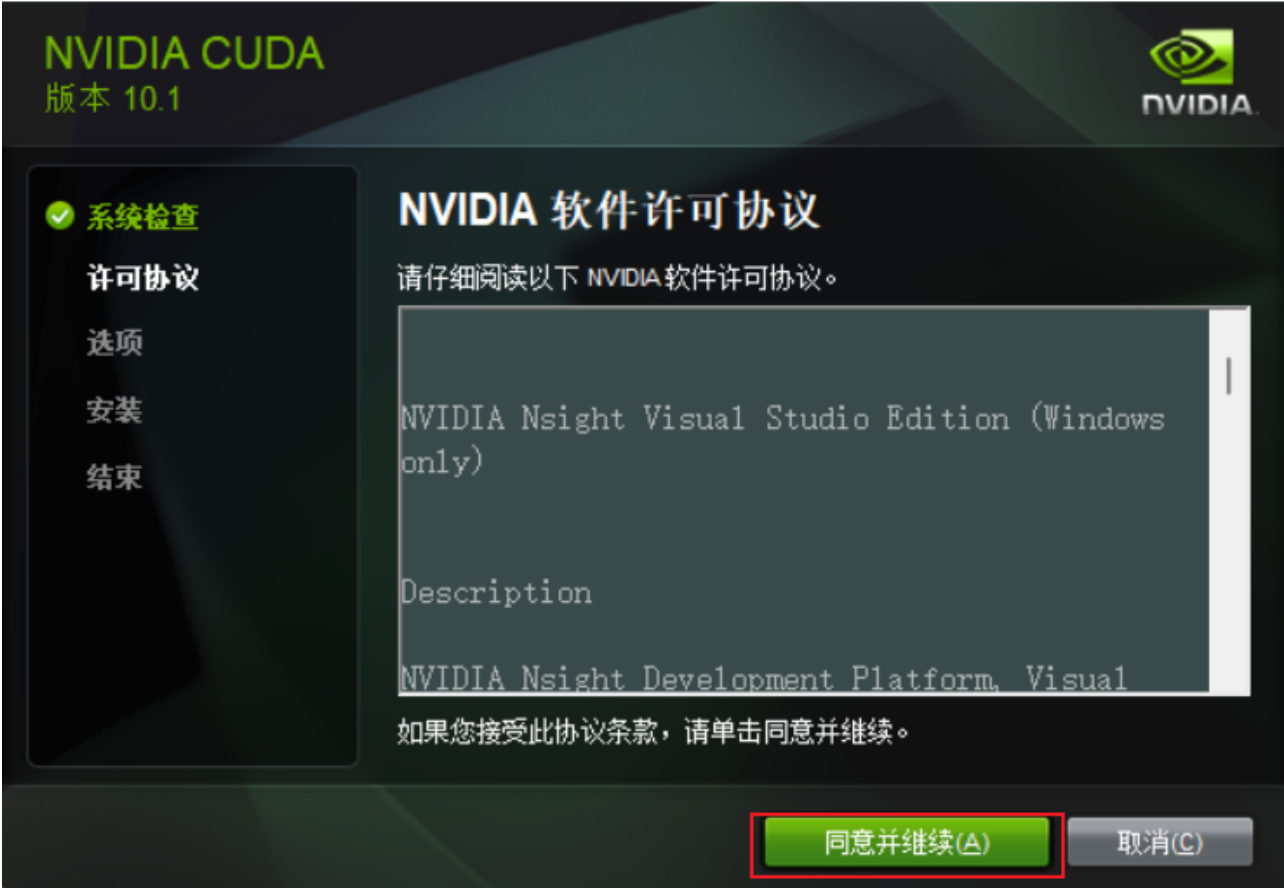 NVIDIA CUDA
版本 10.1
NVIDIA.
系统检查
许可协议
选项
安装
结束
NVIDIA 软件许可协议
请仔细阅读以下 NVIDIA 软件许可协议。
NVIDIA Nsight Visual Studio Edition (Windows
only)
Description
NVIDIA Nsight Development Platform, Visual
如果您接受此协议条款，请单击同意并继续。
同意并继续(A)
取消(C)